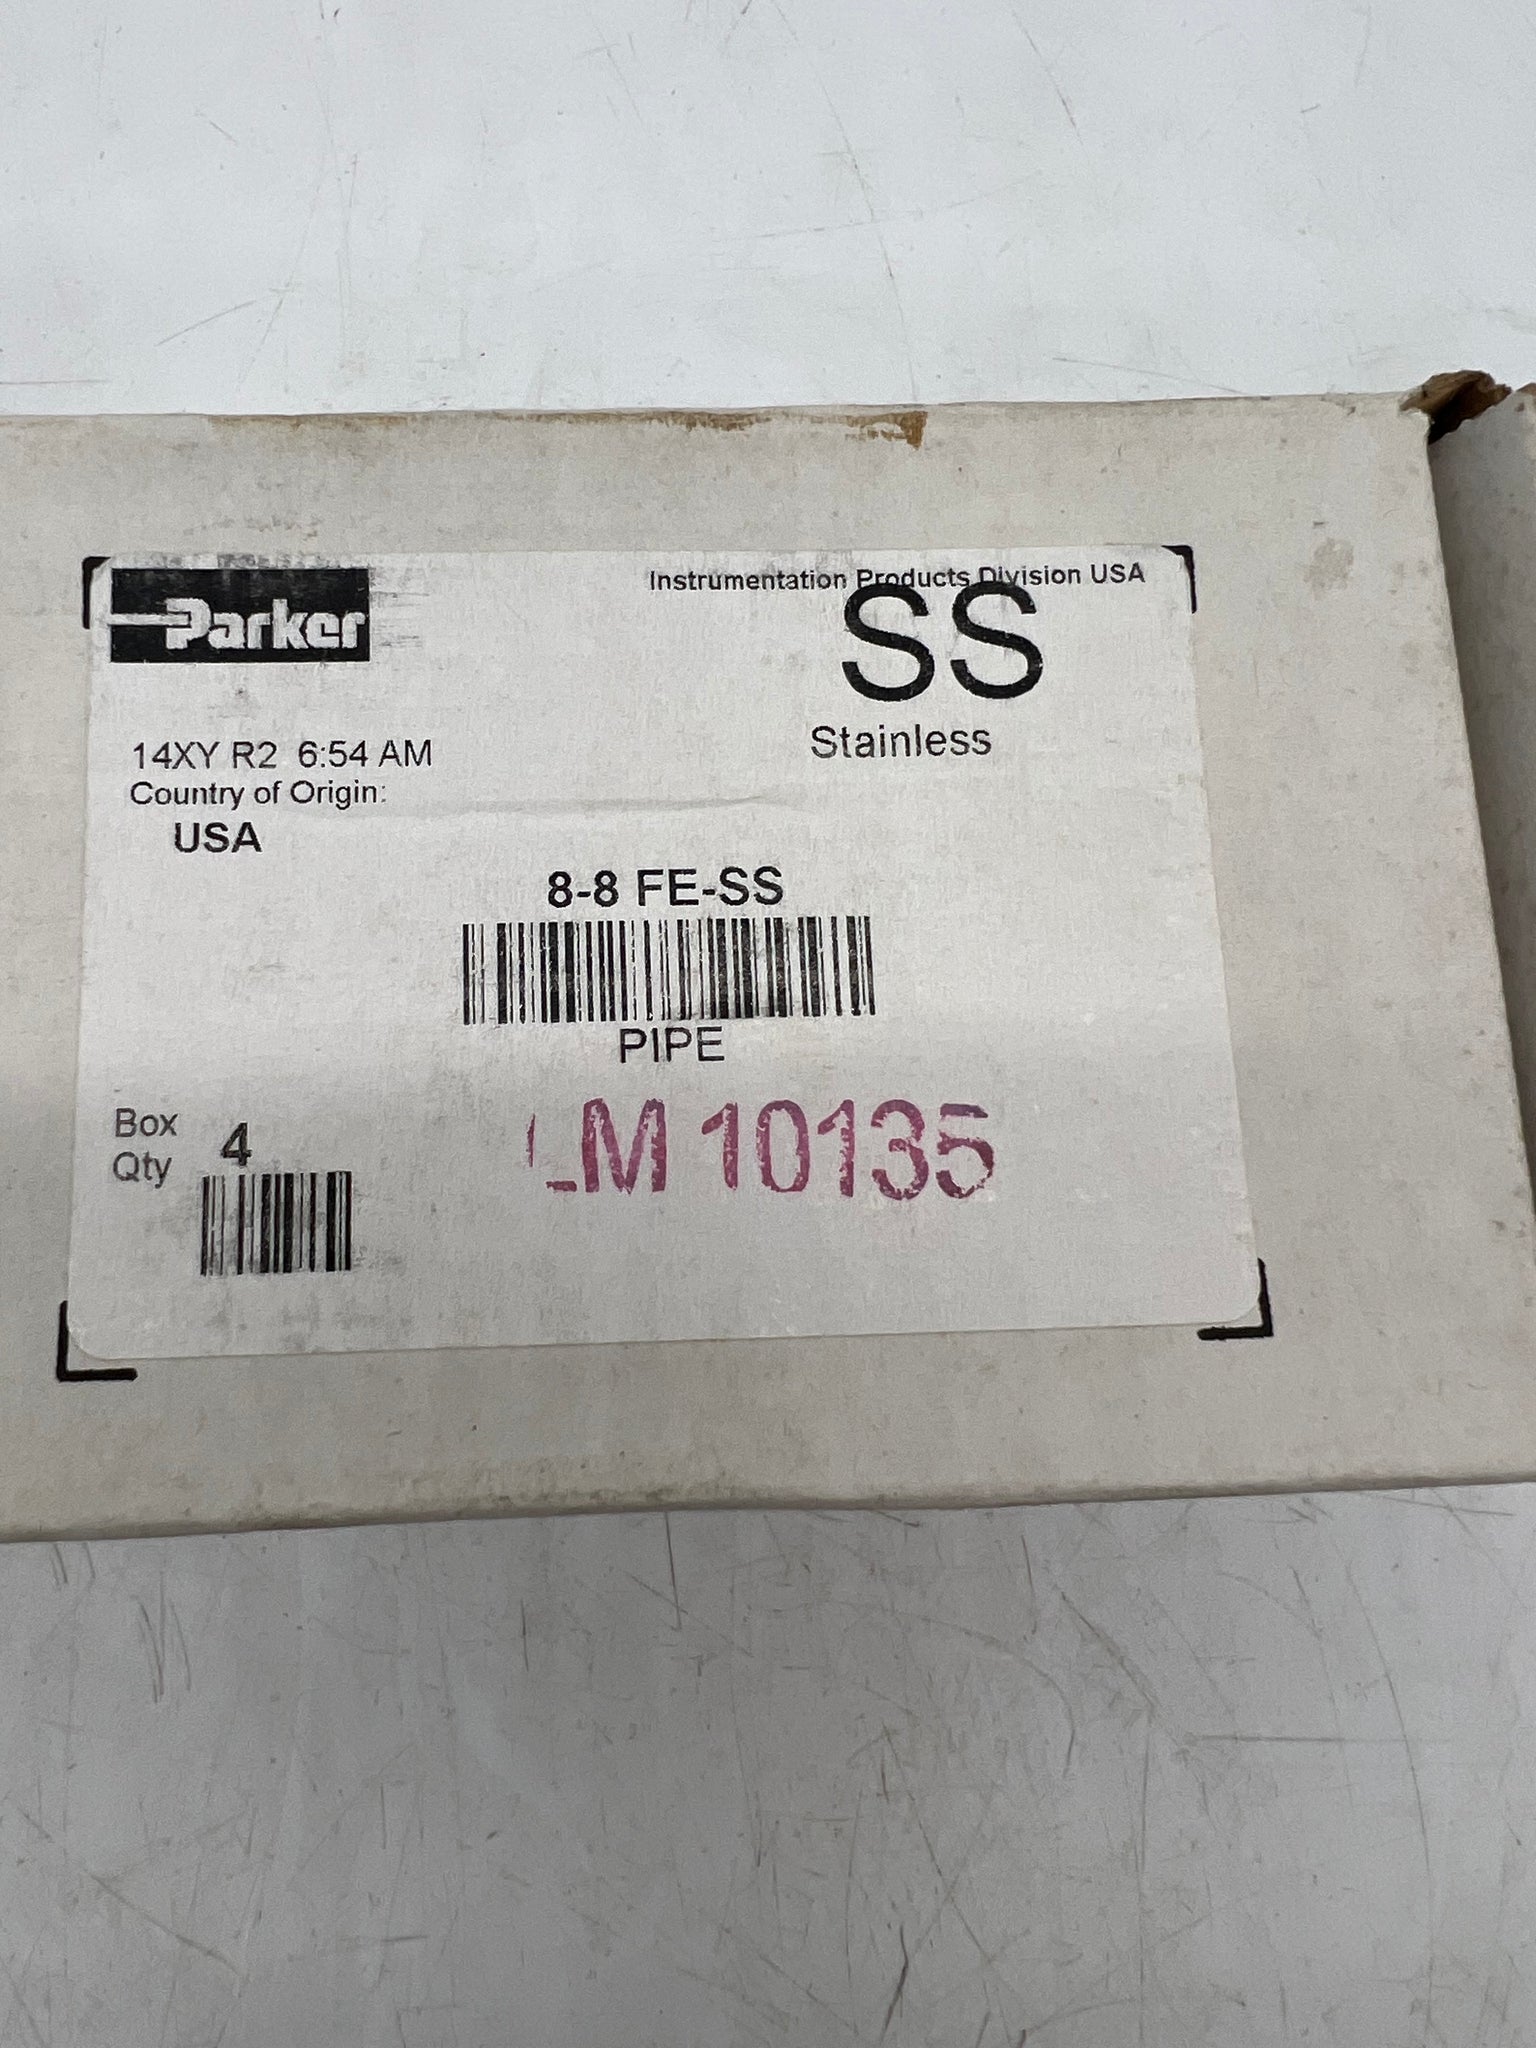 Parker
Instrumentation Products Division USA
SS
Stainless
14XY R2 6:54 AM
Country of Origin:
USA
8-8 FE-SS
PIPE
Box
Qty
4
LM 10135